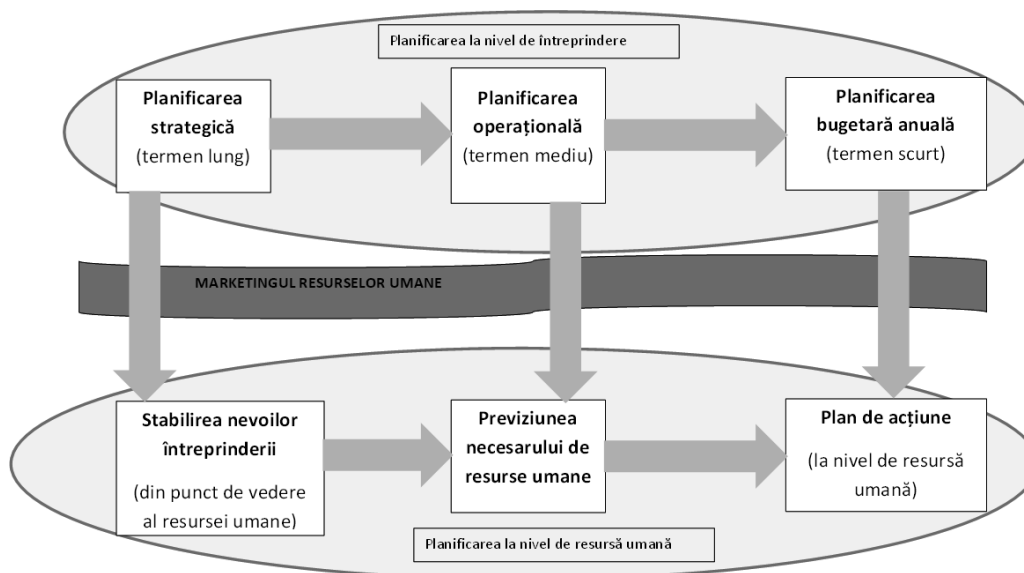 Planificarea la nivel de întreprindere
Planificarea
strategică
(termen lung)
Planificarea
operațională
(termen mediu)
Planificarea
bugetară anuală
(termen scurt)
MARKETINGUL RESURSELOR UMANE
Stabilirea nevoilor
întreprinderii
(din punct de vedere
al resursei umane)
Previziunea
necesarului de
resurse umane
Plan de acțiune
(la nivel de resursă
umană)
Planificarea la nivel de resursă umană